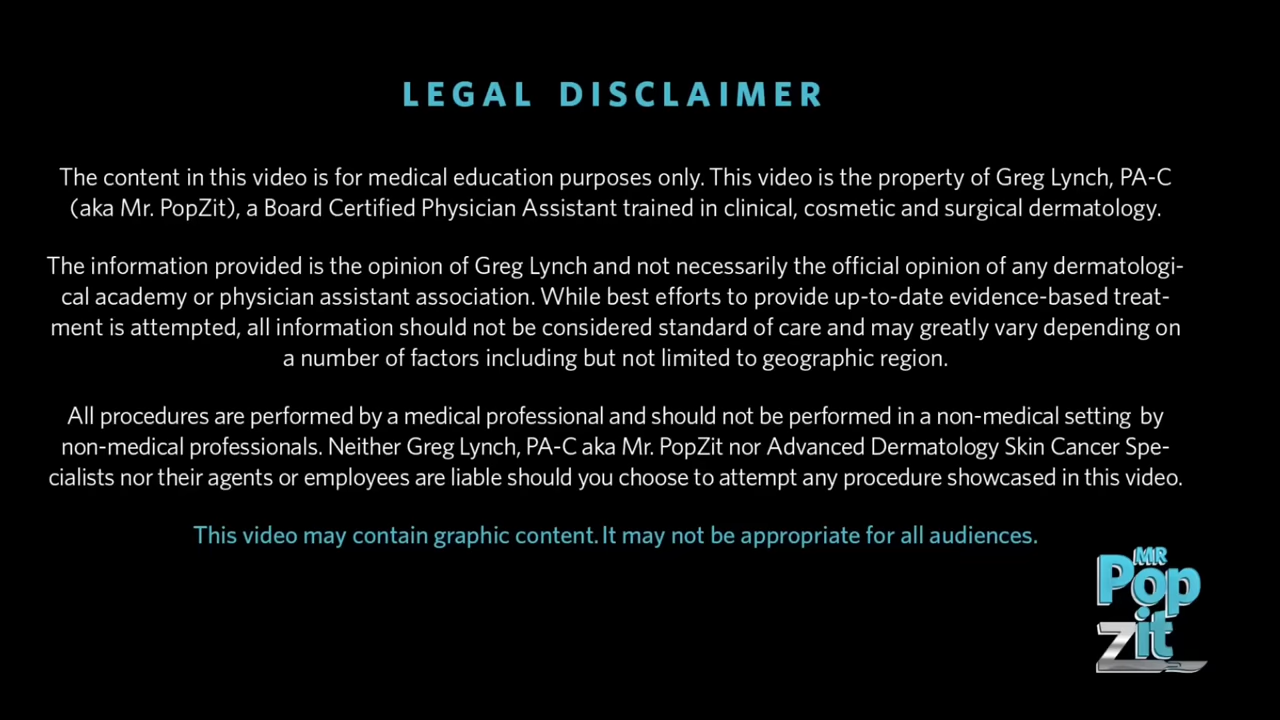 LEGAL DISCLAIMER
The content in this video is for medical education purposes only. This video is the property of Greg Lynch, PA-C
(aka Mr. PopZit), a Board Certified Physician Assistant trained in clinical, cosmetic and surgical dermatology.
The information provided is the opinion of Greg Lynch and not necessarily the official opinion of any dermatologi-
cal academy or physician assistant association. While best efforts to provide up-to-date evidence-based treat-
ment is attempted, all information should not be considered standard of care and may greatly vary depending on
a number of factors including but not limited to geographic region.
All procedures are performed by a medical professional and should not be performed in a non-medical setting by
non-medical professionals. Neither Greg Lynch, PA-C aka Mr. PopZit nor Advanced Dermatology Skin Cancer Spe-
cialists nor their agents or employees are liable should you choose to attempt any procedure showcased in this video.
This video may contain graphic content. It may not be appropriate for all audiences.
MR
Pop
Zit